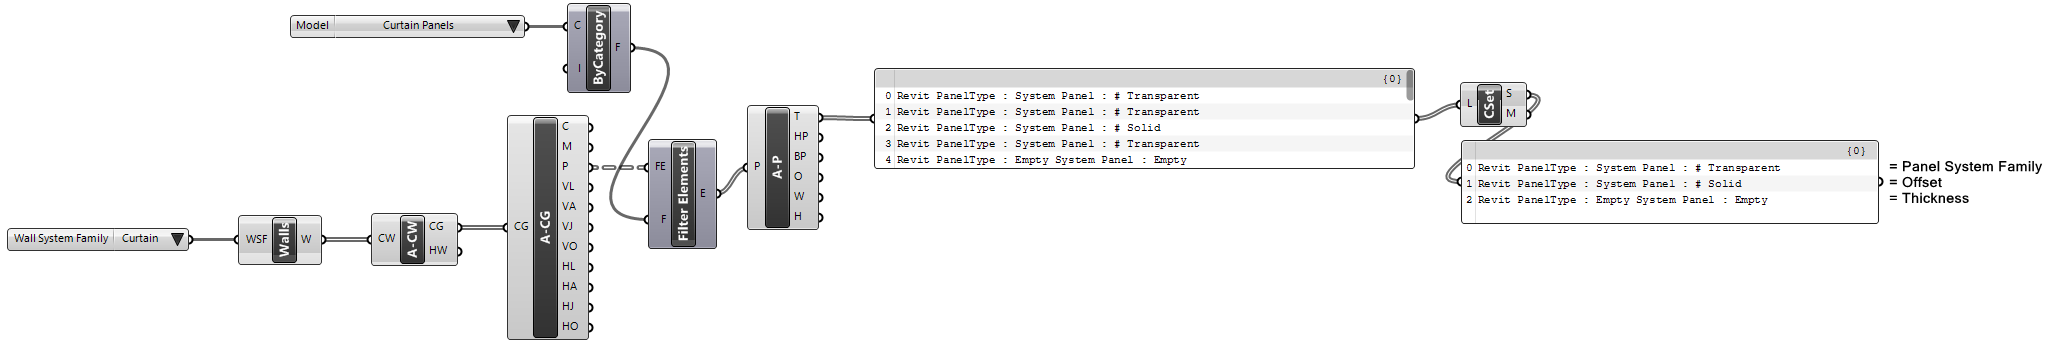 Model Curtain Panels
C
I
ByCategory
F
Wall System Family Curtain
WSF
Walls
W
CW
A-CW
CG
HW
CG
A-CG
C
M
P
VL
VA
VJ
VO
HL
HA
HJ
HO
FE
F
Filter Elements
E
P
A-P
T
HP
BP
O
W
H
{0}
0 Revit PanelType : System Panel : # Transparent
1 Revit PanelType : System Panel : # Transparent
2 Revit PanelType : System Panel : # Solid
3 Revit PanelType : System Panel : # Transparent
4 Revit PanelType : Empty System Panel : Empty
L
CSet
S
M
{0}
0 Revit PanelType : System Panel : # Transparent
1 Revit PanelType : System Panel : # Solid
2 Revit PanelType : Empty System Panel : Empty
= Panel System Family
= Offset
= Thickness